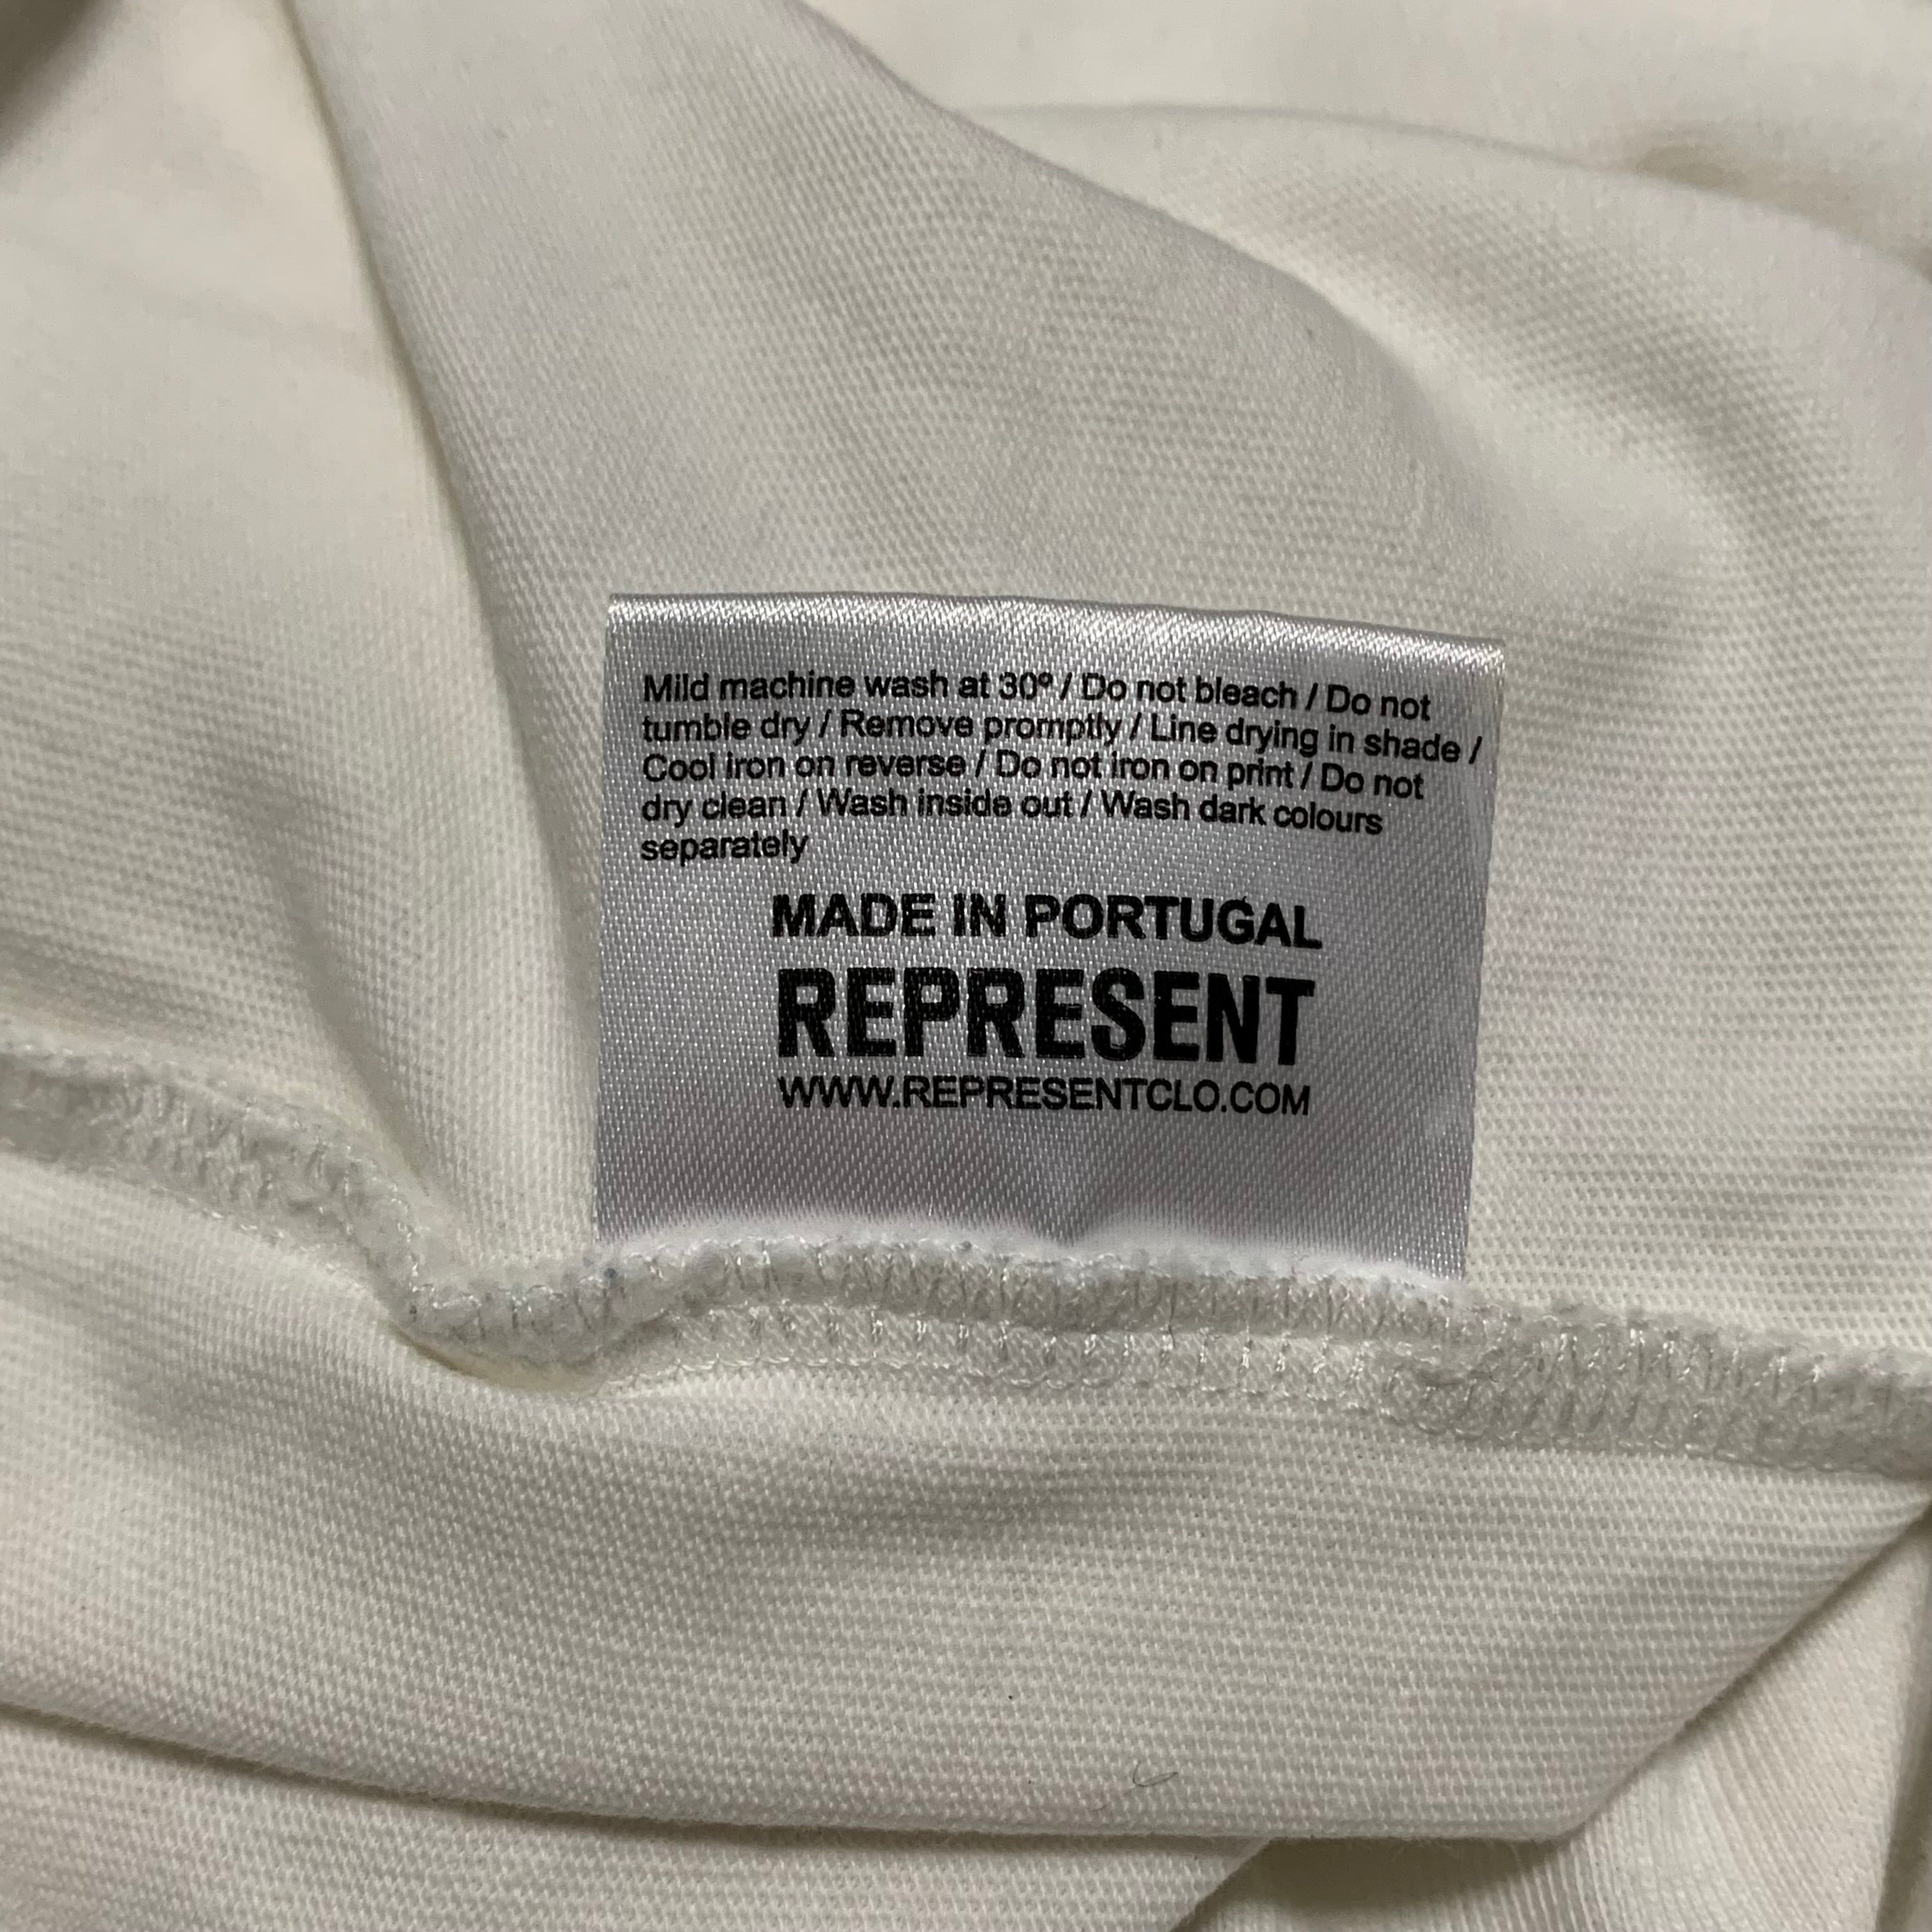 Mild machine wash at 30º / Do not bleach / Do not
tumble dry / Remove promptly / Line drying in shade /
Cool iron on reverse / Do not iron on print / Do not
dry clean / Wash inside out / Wash dark colours
separately
MADE IN PORTUGAL
REPRESENT
WWW.REPRESENTCLO.COM